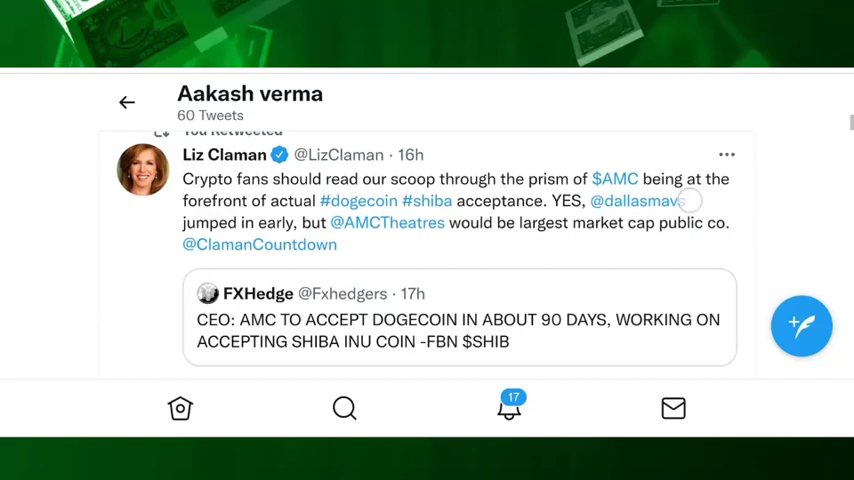 Aakash verma
60 Tweets
You Retweeted
Liz Claman @LizClaman · 16h
Crypto fans should read our scoop through the prism of $AMC being at the
forefront of actual #dogecoin #shiba acceptance. YES, @dallasmavs
jumped in early, but @AMCTheatres would be largest market cap public co.
@ClamanCountdown
FXHedge @Fxhedgers · 17h
CEO: AMC TO ACCEPT DOGECOIN IN ABOUT 90 DAYS, WORKING ON
ACCEPTING SHIBA INU COIN -FBN $SHIB
17